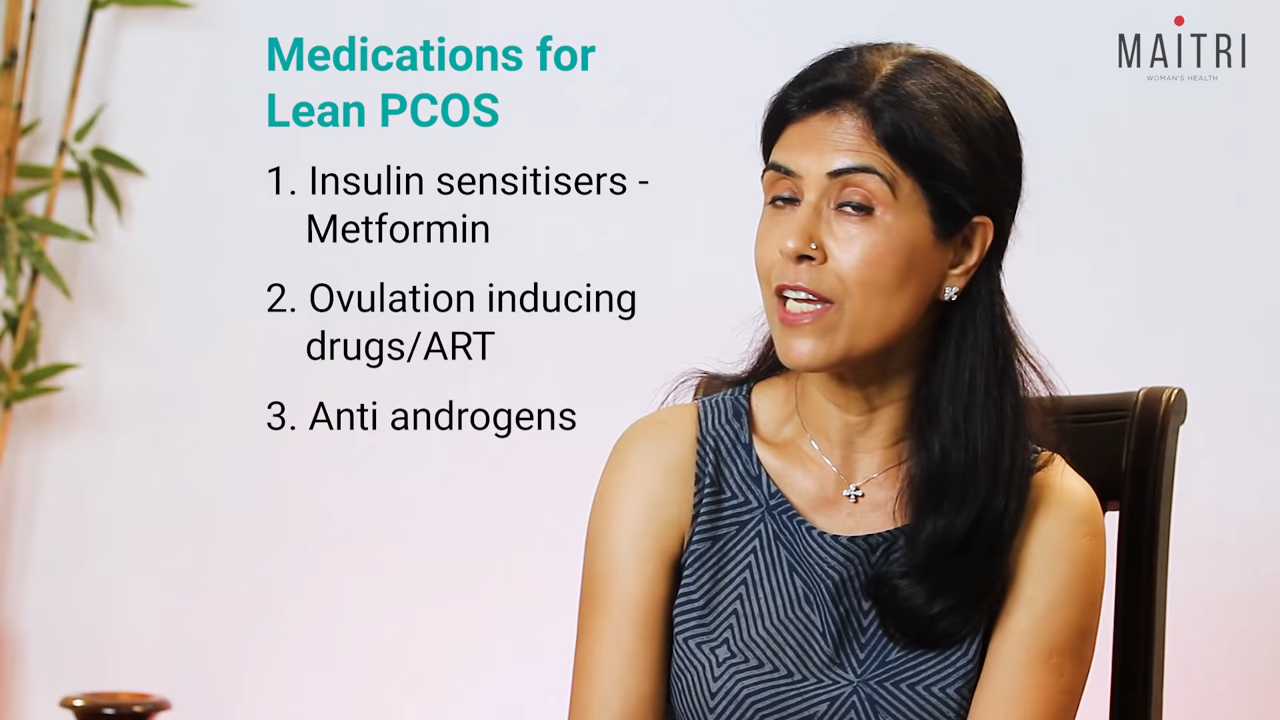 Medications for
Lean PCOS
1. Insulin sensitisers -
Metformin
2. Ovulation inducing
drugs/ART
3. Anti androgens
MAITRI
WOMAN'S HEALTH